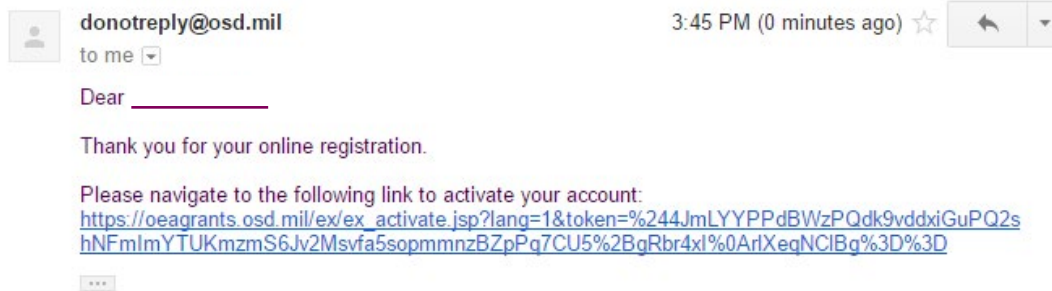 donotreply@osd.mil 3:45 PM (0 minutes ago)
to me
Dear ____________
Thank you for your online registration.
Please navigate to the following link to activate your account:
https://oeagrants.osd.mil/ex/ex_activate.jsp?lang=1&token=%244JmLYYPPdBWzPQdk9vddxiGuPQ2s
hNFmImYTUKmzmS6Jv2Msvfa5sopmmnzBZpPq7CU5%2BgRbr4xI%0ArlXeqNClBg%3D%3D